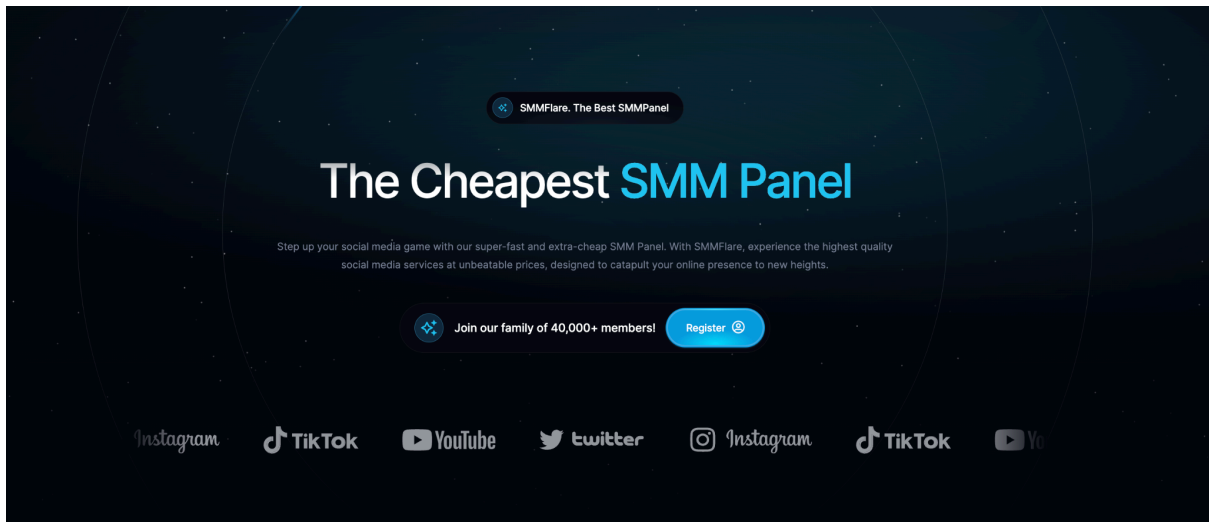 SMMFlare. The Best SMMPanel
The Cheapest SMM Panel
Step up your social media game with our super-fast and extra-cheap SMM Panel. With SMMFlare, experience the highest quality
social media services at unbeatable prices, designed to catapult your online presence to new heights.
Join our family of 40,000+ members! Register
Instagram TikTok YouTube twitter Instagram TikTok Yo